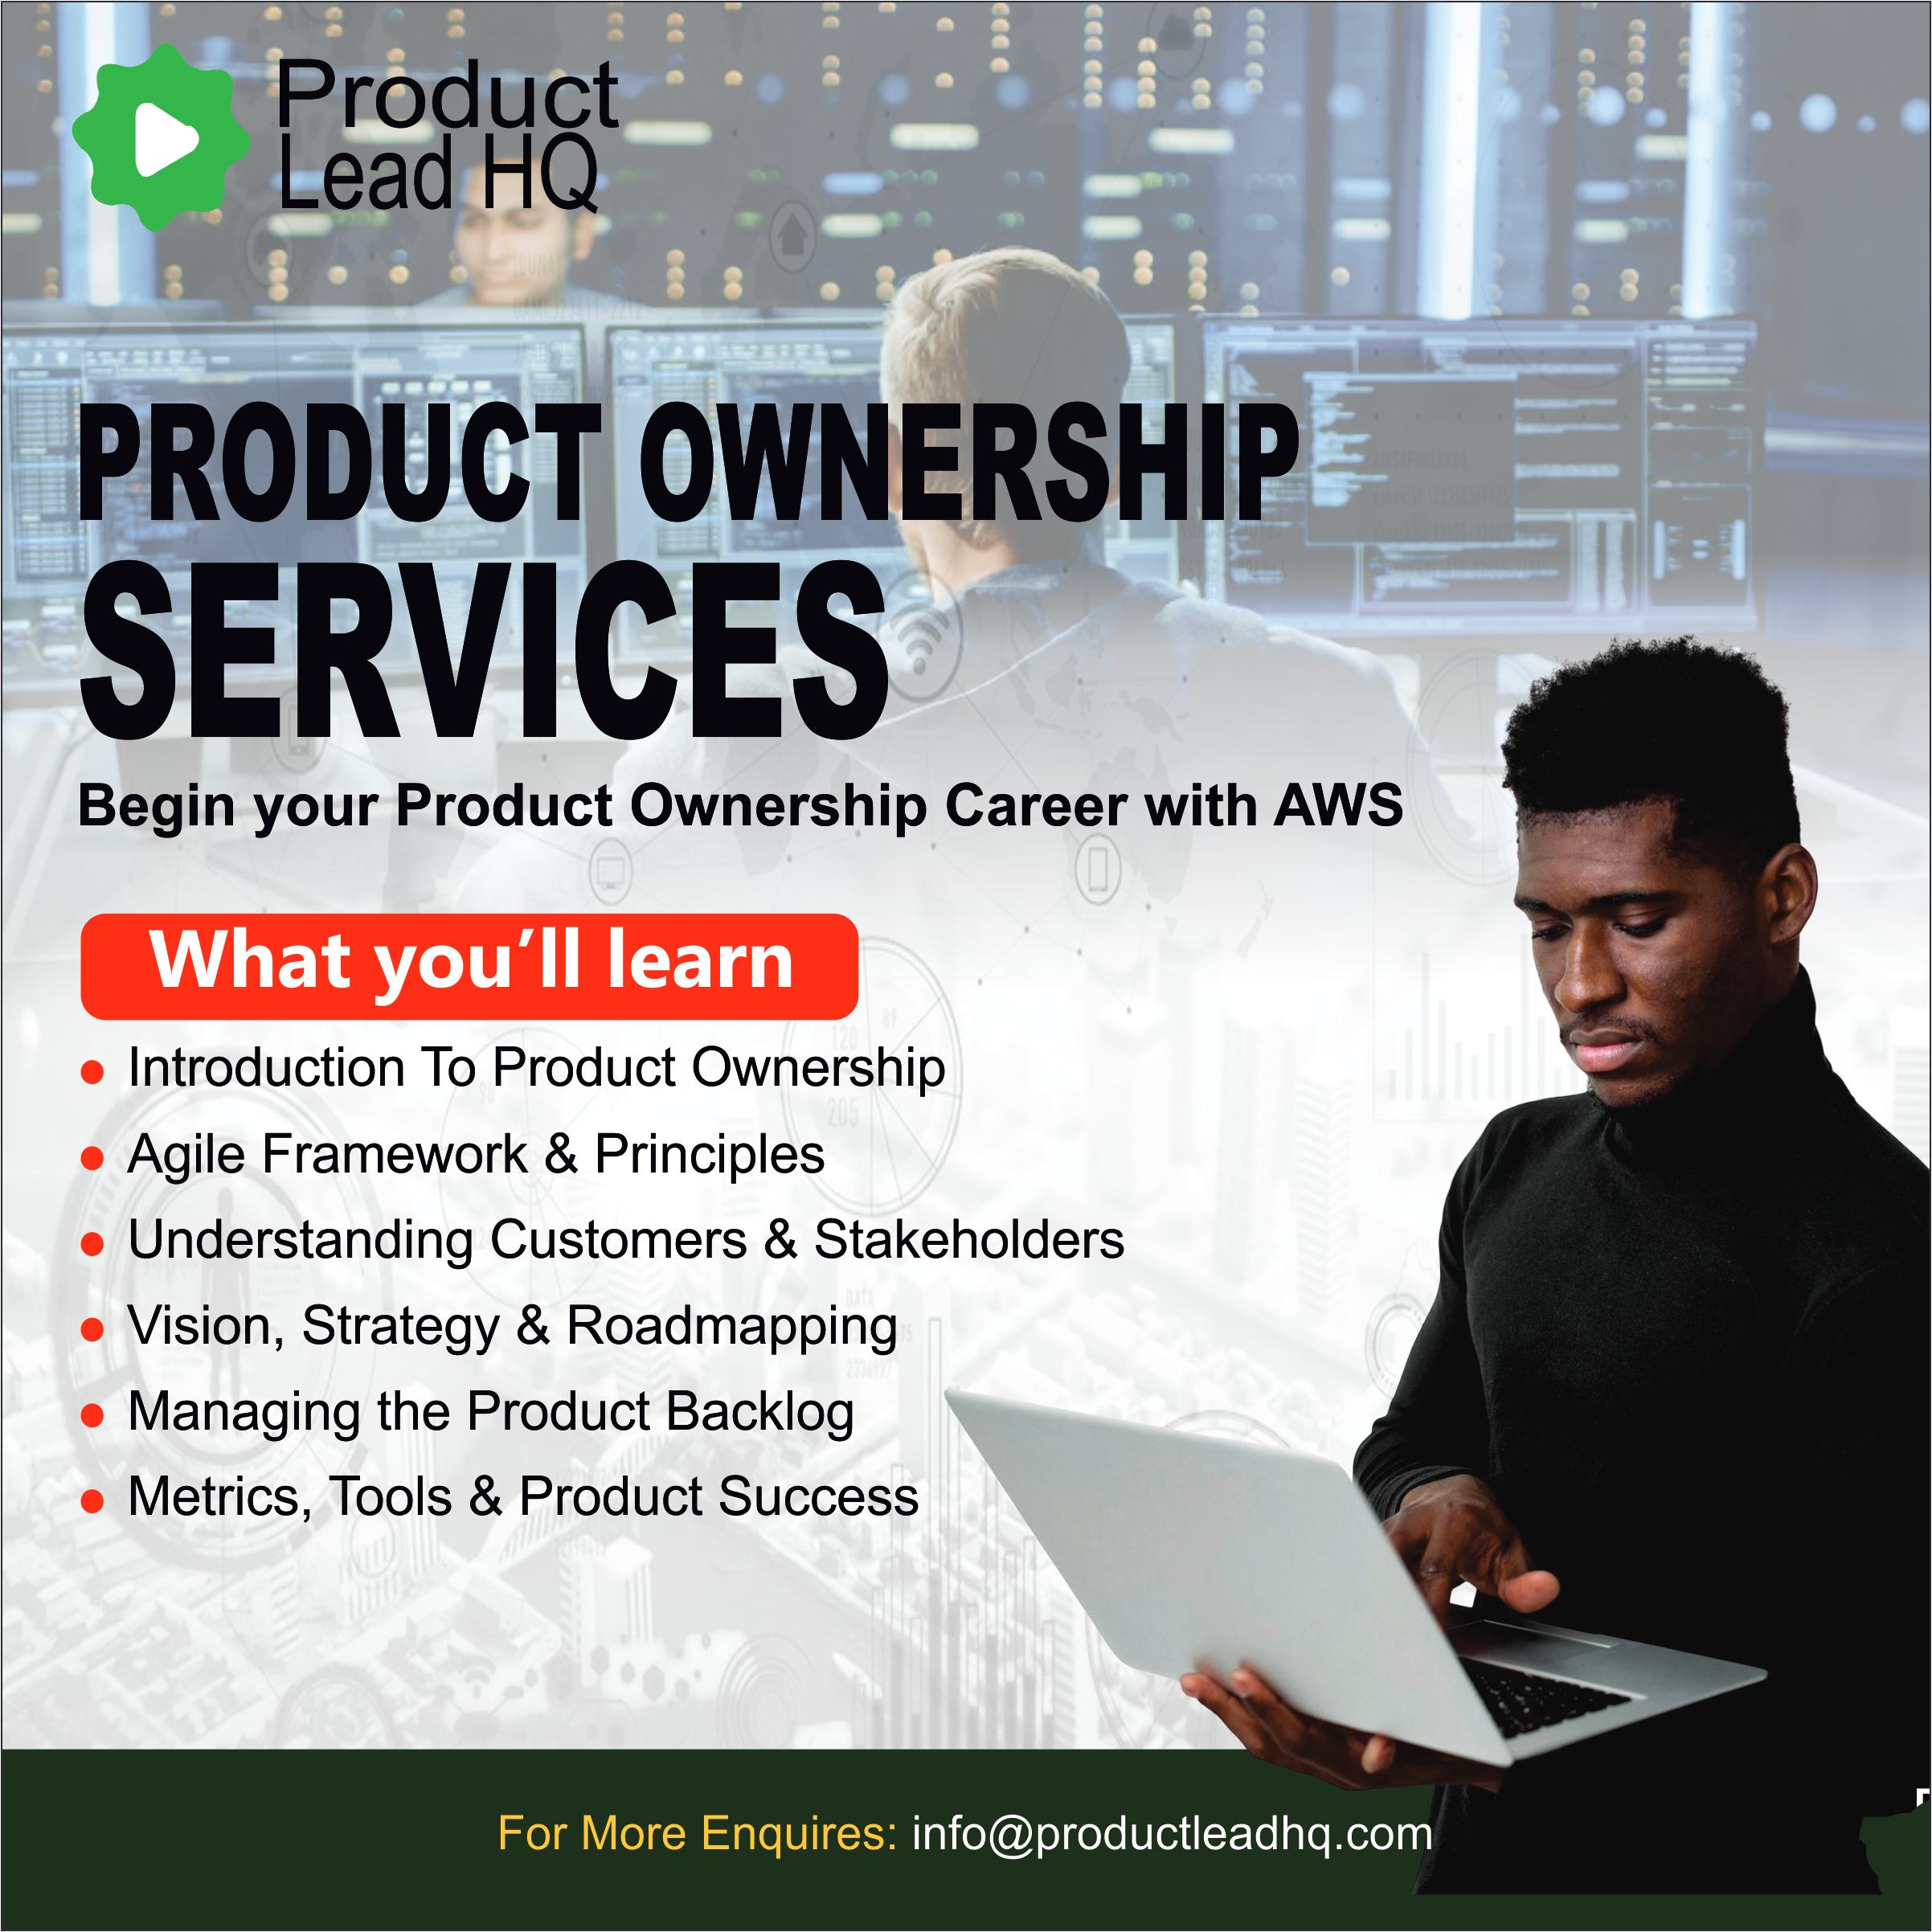 Product
Lead HQ
PRODUCT OWNERSHIP
SERVICES
Begin your Product Ownership Career with AWS
What you'll learn
Introduction To Product Ownership
Agile Framework & Principles
Understanding Customers & Stakeholders
Vision, Strategy & Roadmapping
Managing the Product Backlog
Metrics, Tools & Product Success
For More Enquires: info@productleadhq.com